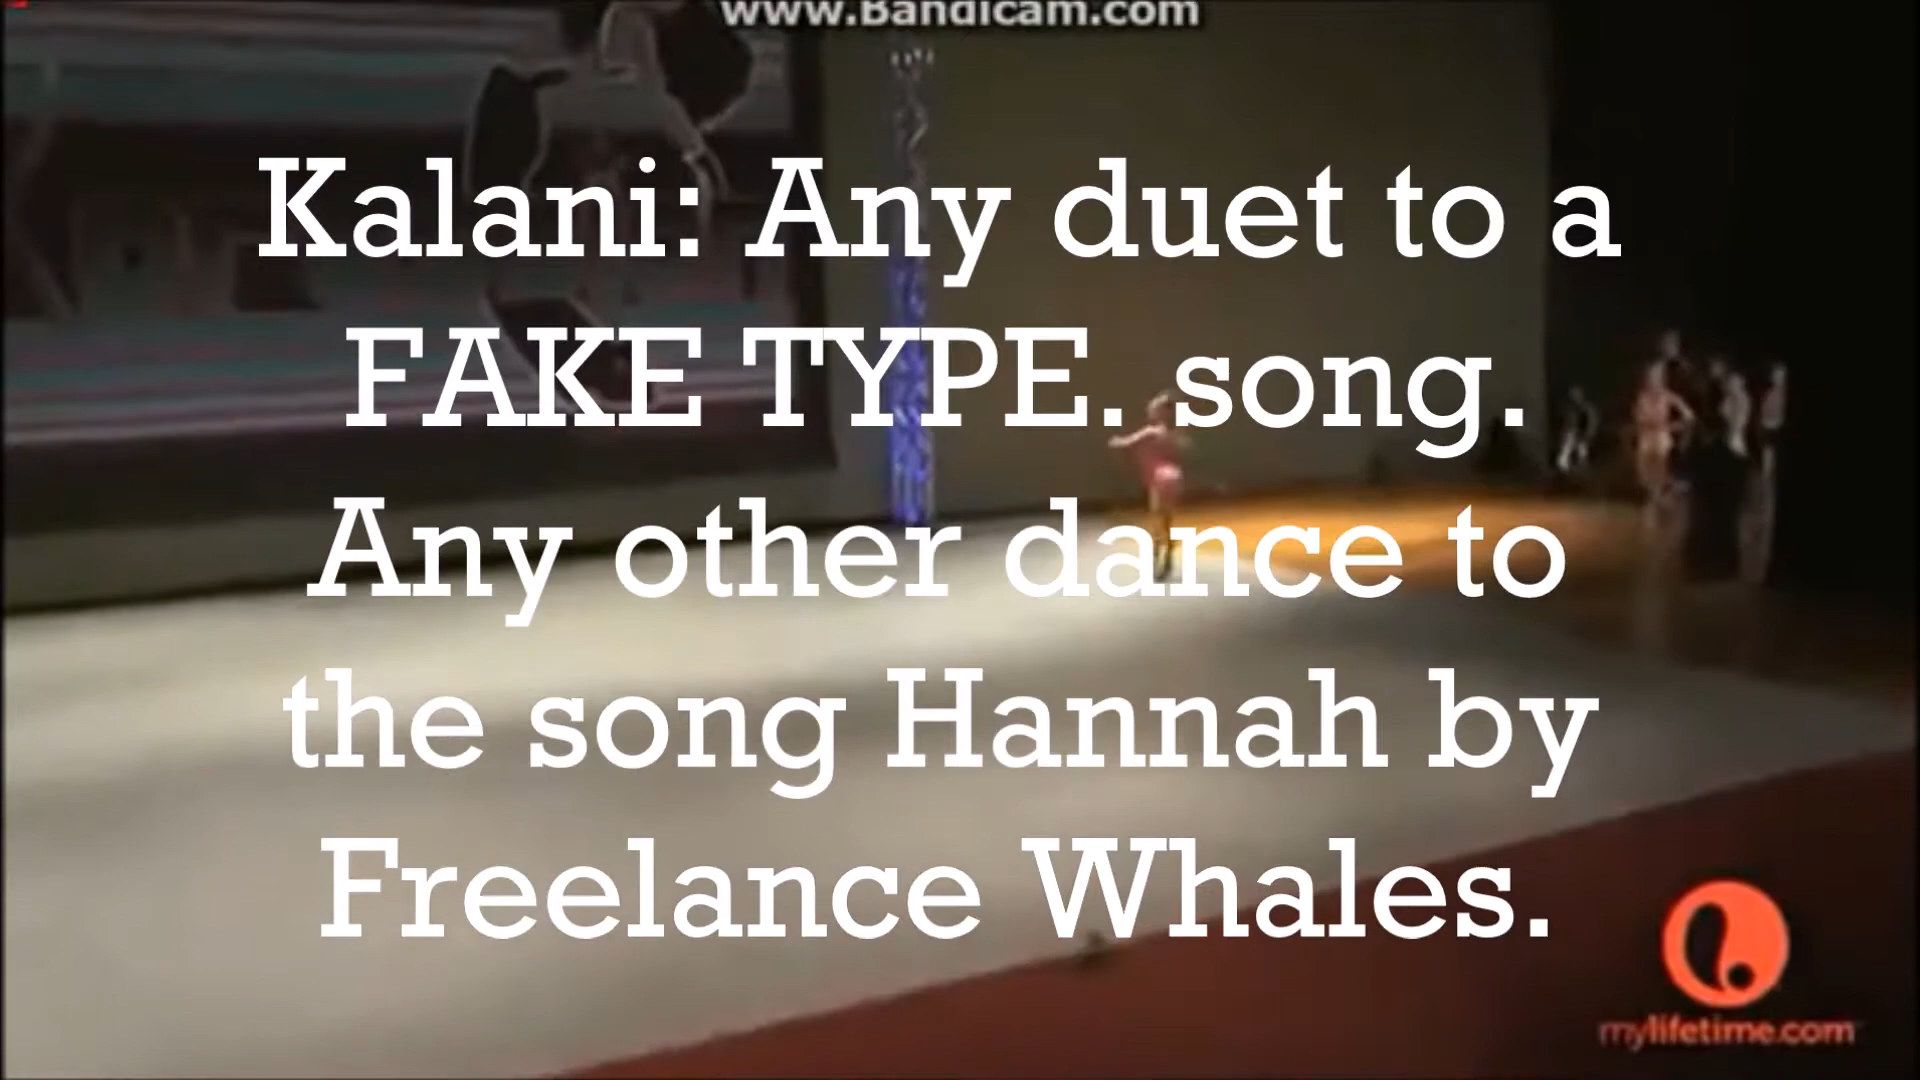 www.Bandicam.com
Kalani: Any duet to a
FAKE TYPE. song.
Any other dance to
the song Hannah by
Freelance Whales.
mylifetime.com